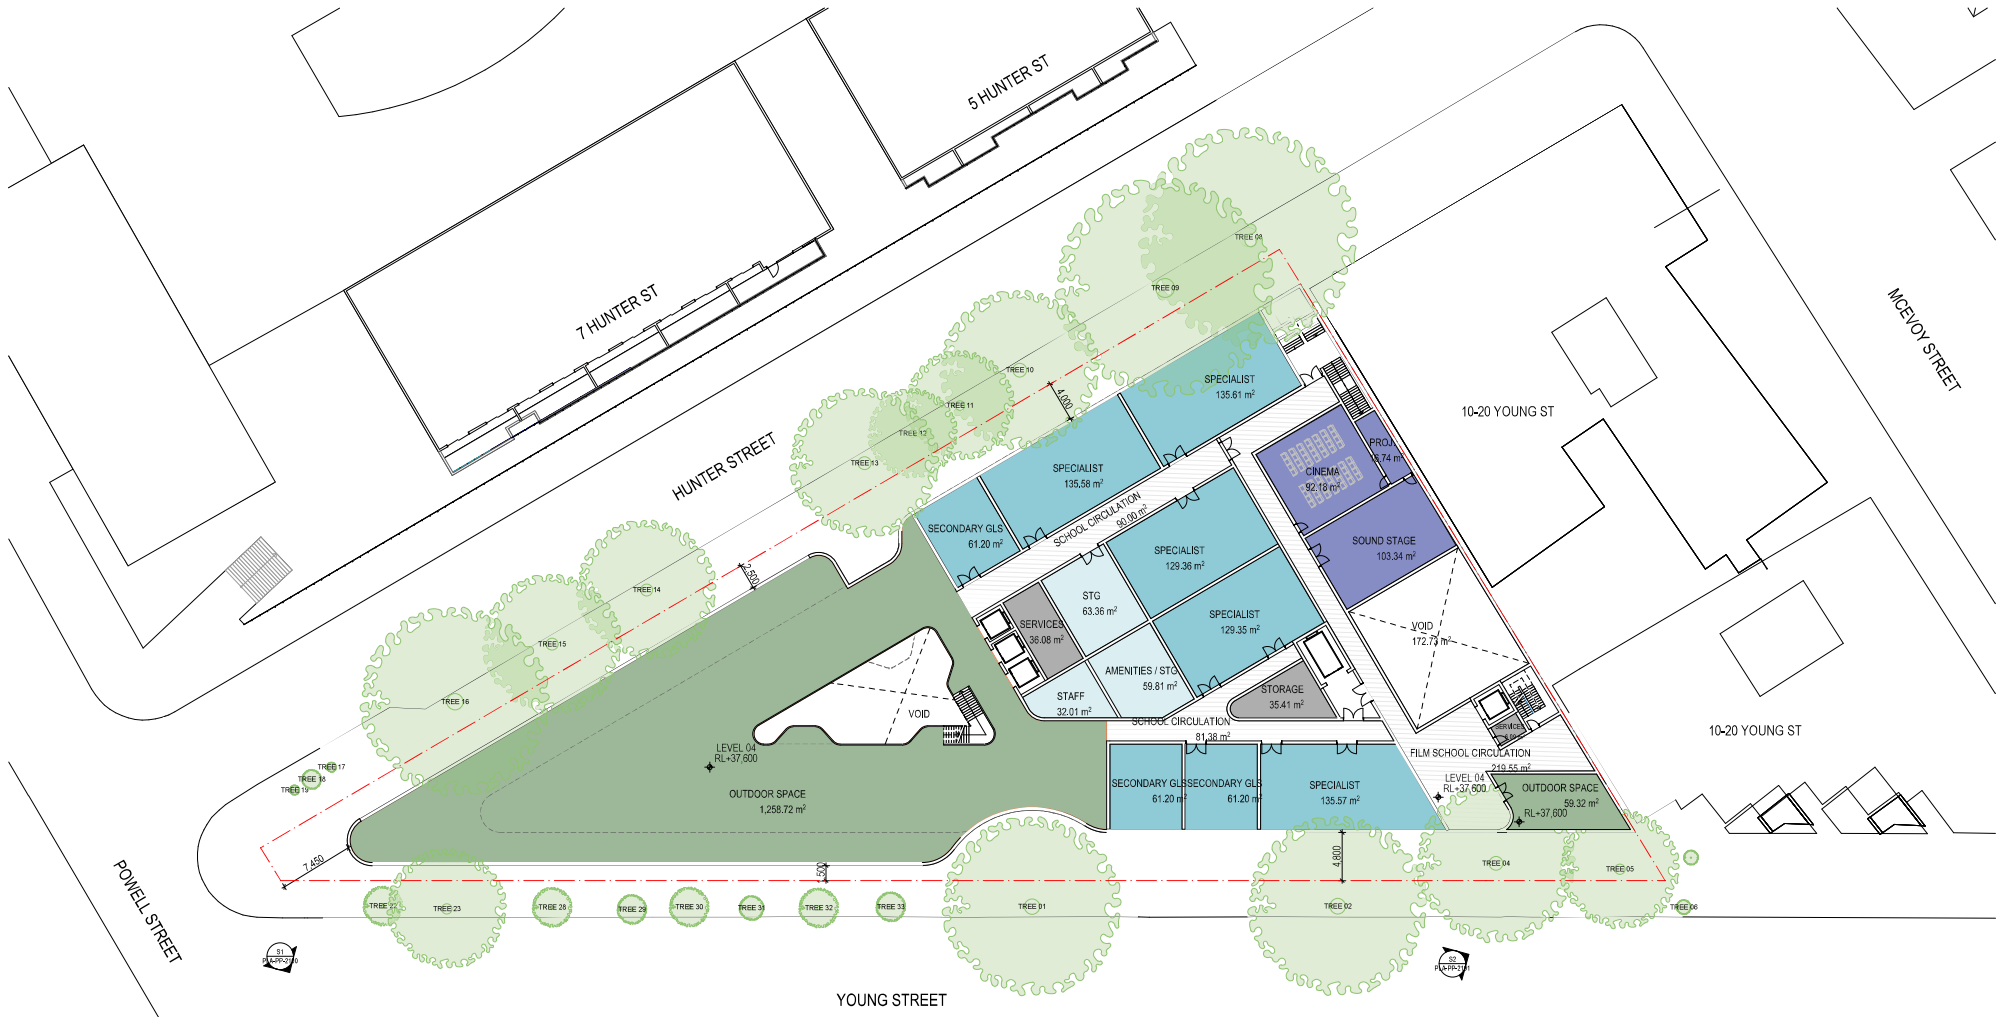 5 HUNTER ST
7 HUNTER ST
HUNTER STREET
MCEVOY STREET
10-20 YOUNG ST
10-20 YOUNG ST
POWELL STREET
YOUNG STREET
TREE 08
TREE 09
TREE 10
TREE 11
TREE 12
TREE 13
TREE 14
TREE 15
TREE 16
TREE 17
TREE 18
TREE 19
4.000
2.500
7.450
SPECIALIST
135.61 m²
SPECIALIST
135.58 m²
SECONDARY GLS
61.20 m²
SCHOOL CIRCULATION
90.00 m²
CINEMA
92.18 m²
PROJ.
SOUND STAGE
103.34 m²
SPECIALIST
129.36 m²
SPECIALIST
129.35 m²
STG
63.36 m²
SERVICES
36.08 m²
AMENITIES / STG
59.81 m²
STAFF
32.01 m²
STORAGE
35.41 m²
VOID
172.73 m²
VOID
SCHOOL CIRCULATION
81.38 m²
SERVICES
FILM SCHOOL CIRCULATION
219.55 m²
LEVEL 04
RL+37,600
LEVEL 04
RL+37,600
OUTDOOR SPACE
1,258.72 m²
SECONDARY GLS
61.20 m²
SECONDARY GLS
61.20 m²
SPECIALIST
135.57 m²
OUTDOOR SPACE
59.32 m²
RL+37,600
4.800
TREE 22
TREE 23
TREE 28
TREE 29
TREE 30
TREE 31
TREE 32
TREE 33
TREE 01
TREE 02
TREE 04
TREE 05
TREE 06
S1
S2